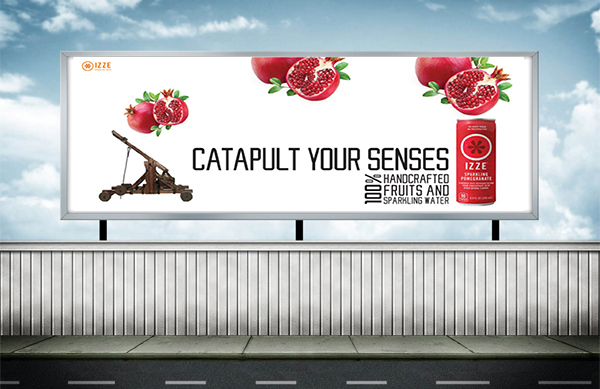 IZZE
CATAPULT YOUR SENSES
100%
HANDCRAFTED
FRUITS AND
SPARKLING WATER
IZZE
SPARKLING
POMEGRANATE